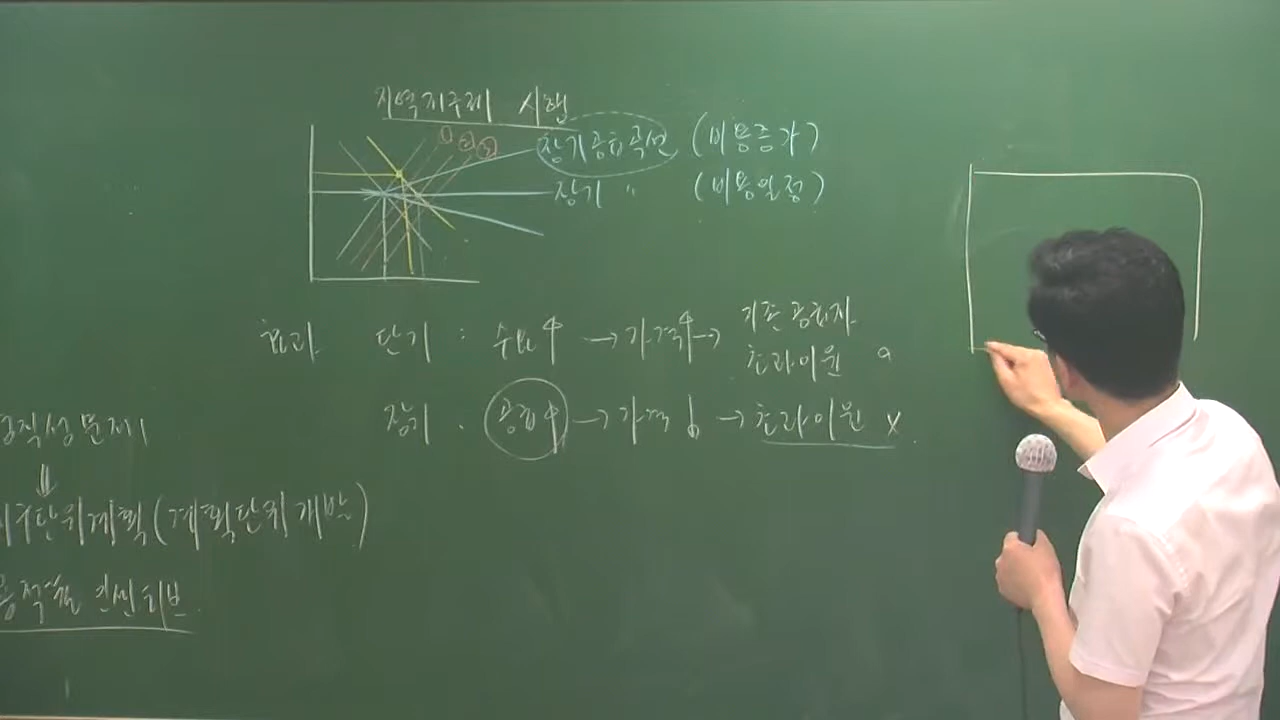 지역지구제 시행
① ② ③
장기공급곡선 (비용증가)
장기 〃 (비용일정)
효과 단기 : 수요↑ → 가격↑ → 기존 공급자
초과이윤 o
장기 . 공급↑ → 가격↓ → 초과이윤 x
경직성 문제
⇓
지구단위계획 (계획단위개발)
용적률 인센티브